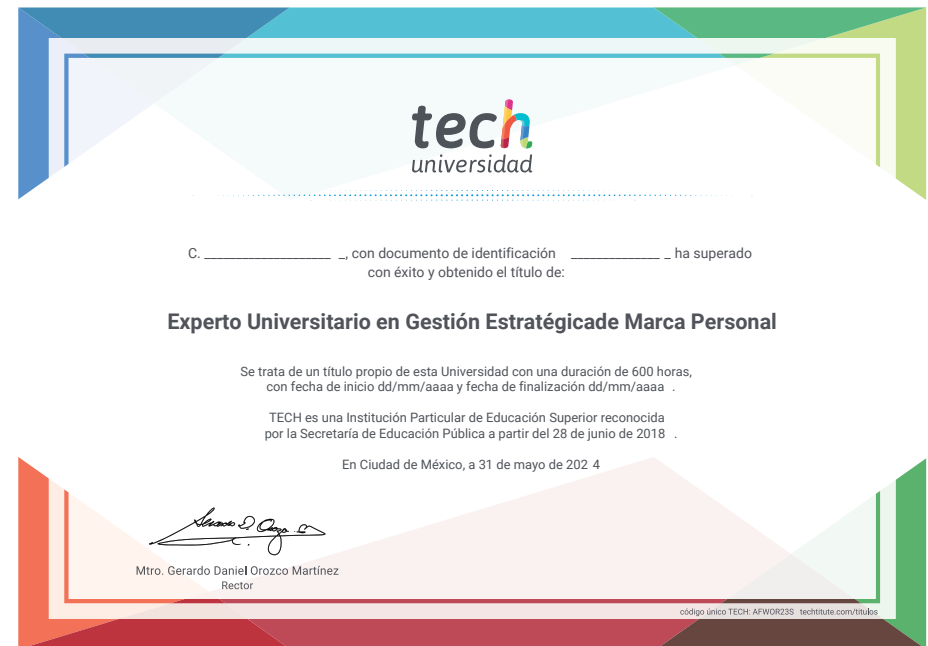 tech
universidad
C. ____________________ _, con documento de identificación ______________ _ ha superado
con éxito y obtenido el título de:
Experto Universitario en Gestión Estratégicade Marca Personal
Se trata de un título propio de esta Universidad con una duración de 600 horas,
con fecha de inicio dd/mm/aaaa y fecha de finalización dd/mm/aaaa .
TECH es una Institución Particular de Educación Superior reconocida
por la Secretaría de Educación Pública a partir del 28 de junio de 2018 .
En Ciudad de México, a 31 de mayo de 202 4
Mtro. Gerardo Daniel Orozco Martínez
Rector
código único TECH: AFWOR23S techtitute.com/titulos